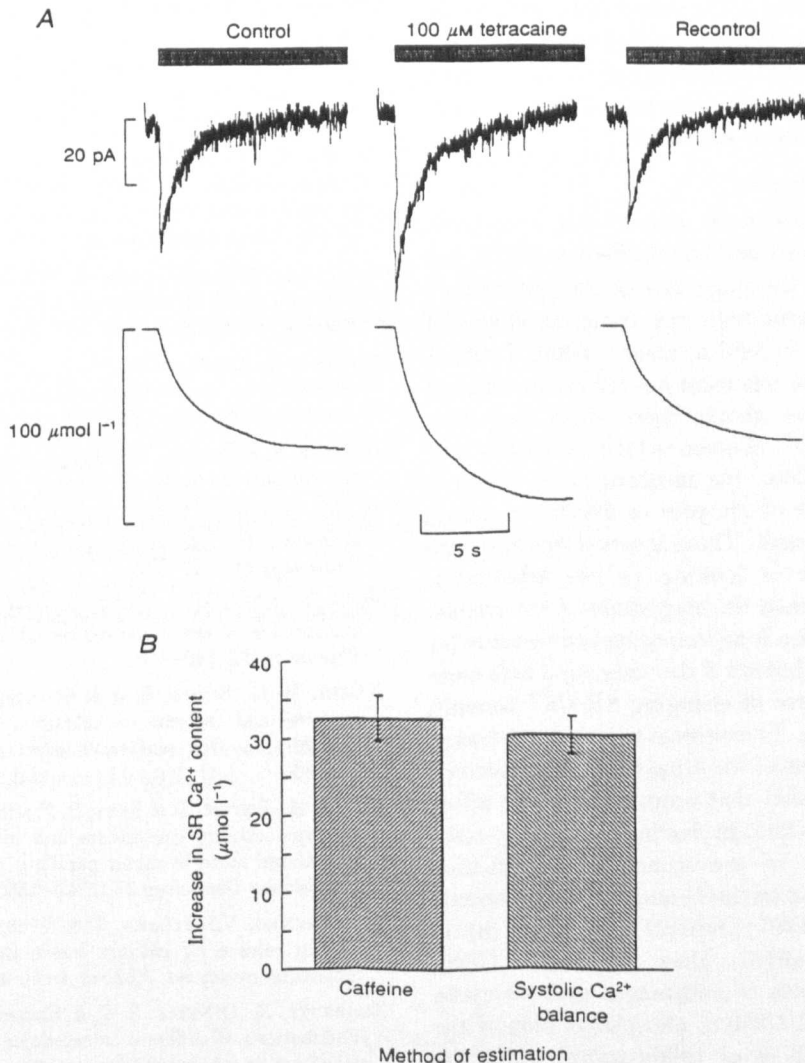 A
Control
100 μM tetracaine
Recontrol
20 pA
100 μmol l⁻¹
5 s
B
Increase in SR Ca²⁺ content
(μmol l⁻¹)
40
30
20
10
0
Caffeine
Systolic Ca²⁺
balance
Method of estimation